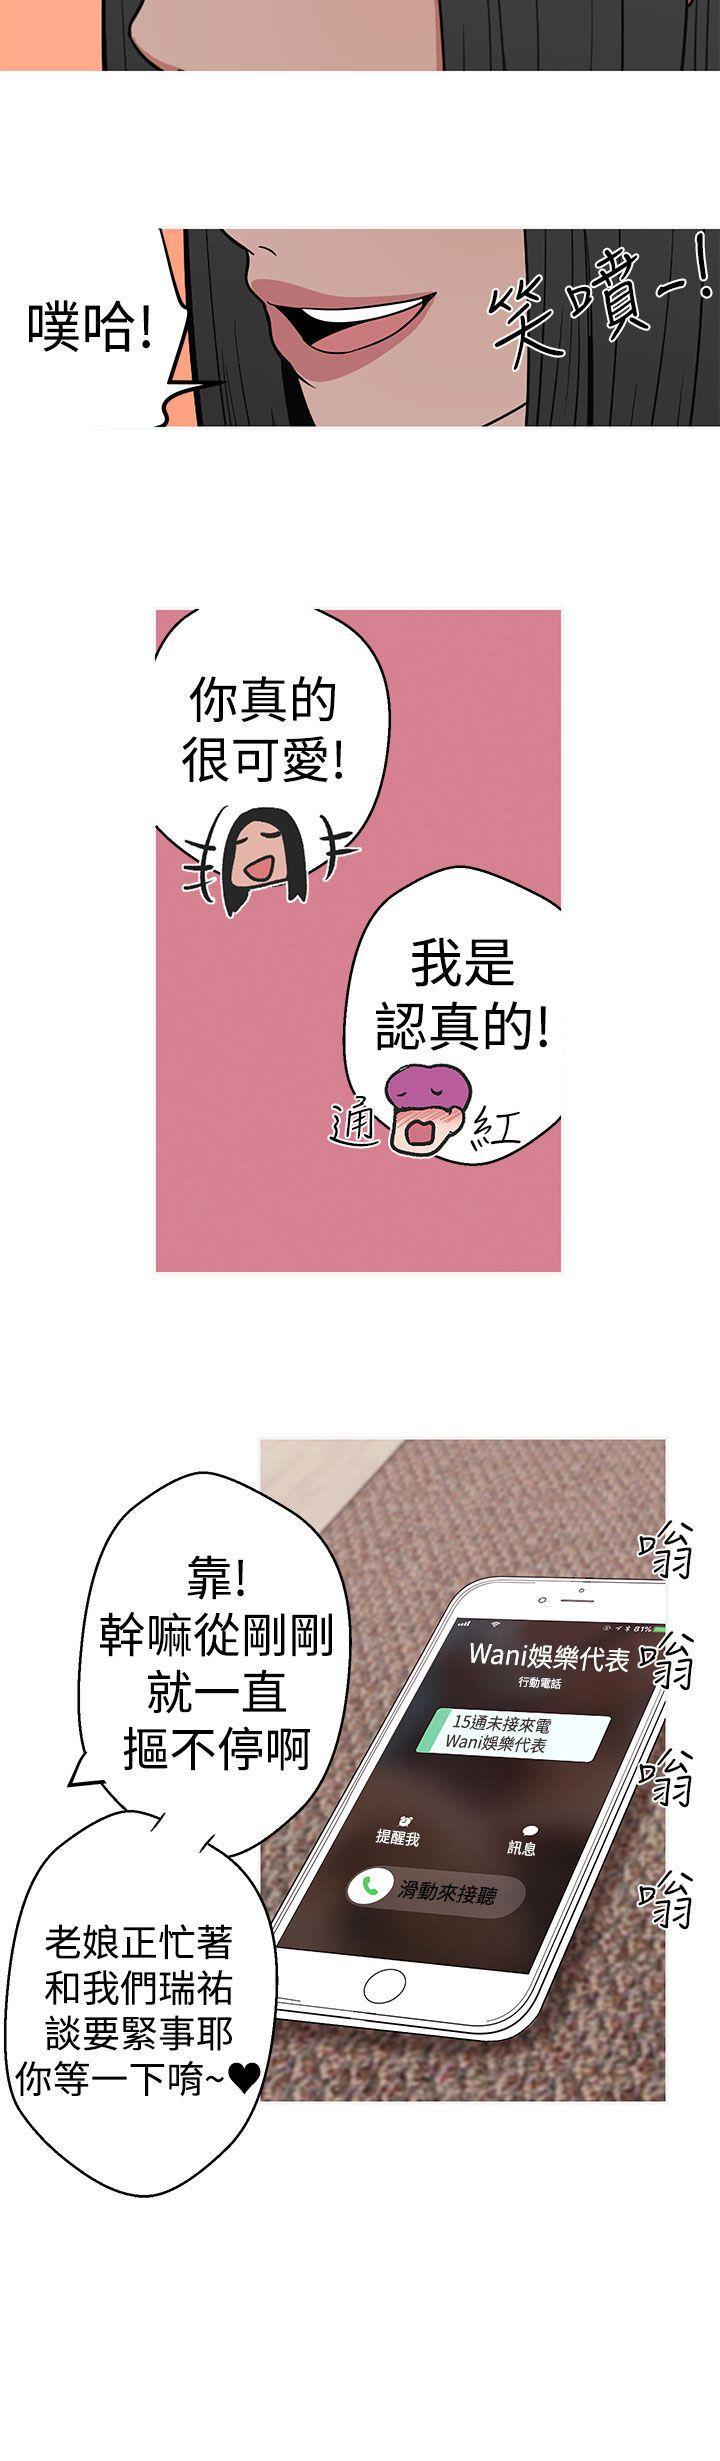 噗哈!
笑噴-!
你真的
很可愛!
我是
認真的!
通紅
靠!
幹嘛從剛剛
就一直
摳不停啊
嗡
嗡
嗡
嗡
81%
Wani娛樂代表
行動電話
15通未接來電
Wani娛樂代表
提醒我
訊息
滑動來接聽
老娘正忙著
和我們瑞祐
談要緊事耶
你等一下唷~♥